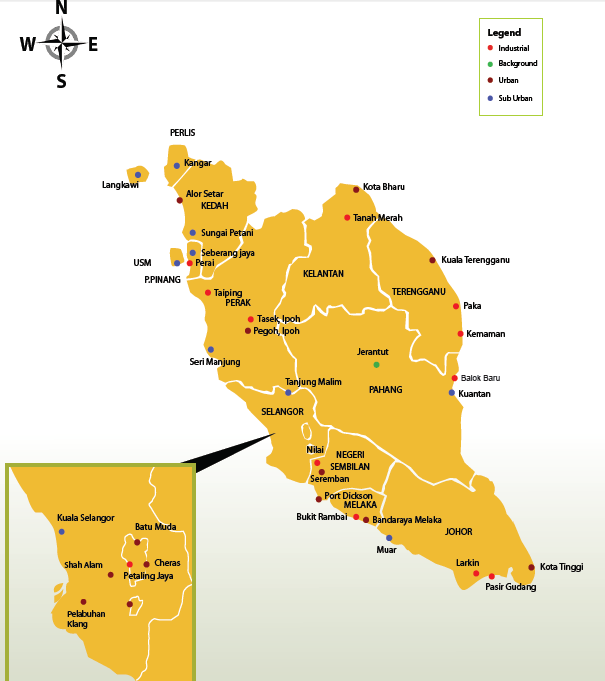 N
W E
S
Legend
Industrial
Background
Urban
Sub Urban
PERLIS
Kangar
Langkawi
Alor Setar
KEDAH
Kota Bharu
Tanah Merah
Sungai Petani
Seberang Jaya
USM
Perai
P.PINANG
Kuala Terengganu
KELANTAN
TERENGGANU
Taiping
PERAK
Paka
Tasek, Ipoh
Pegoh, Ipoh
Kemaman
Jerantut
Seri Manjung
Balok Baru
Tanjung Malim
PAHANG
Kuantan
SELANGOR
Nilai
NEGERI
SEMBILAN
Seremban
Port Dickson
MELAKA
Bukit Rambai
Bandaraya Melaka
JOHOR
Muar
Larkin
Kota Tinggi
Pasir Gudang
Kuala Selangor
Batu Muda
Shah Alam
Cheras
Petaling Jaya
Pelabuhan
Klang